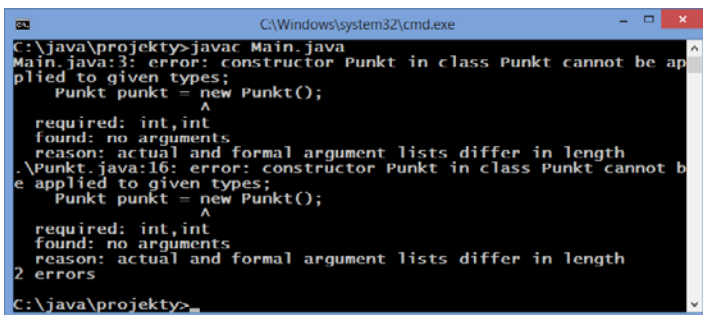 C:\Windows\system32\cmd.exe
C:\java\projekty>javac Main.java
Main.java:3: error: constructor Punkt in class Punkt cannot be ap
plied to given types;
    Punkt punkt = new Punkt();
                  ^
  required: int,int
  found: no arguments
  reason: actual and formal argument lists differ in length
.\Punkt.java:16: error: constructor Punkt in class Punkt cannot b
e applied to given types;
    Punkt punkt = new Punkt();
                  ^
  required: int,int
  found: no arguments
  reason: actual and formal argument lists differ in length
2 errors
C:\java\projekty>_